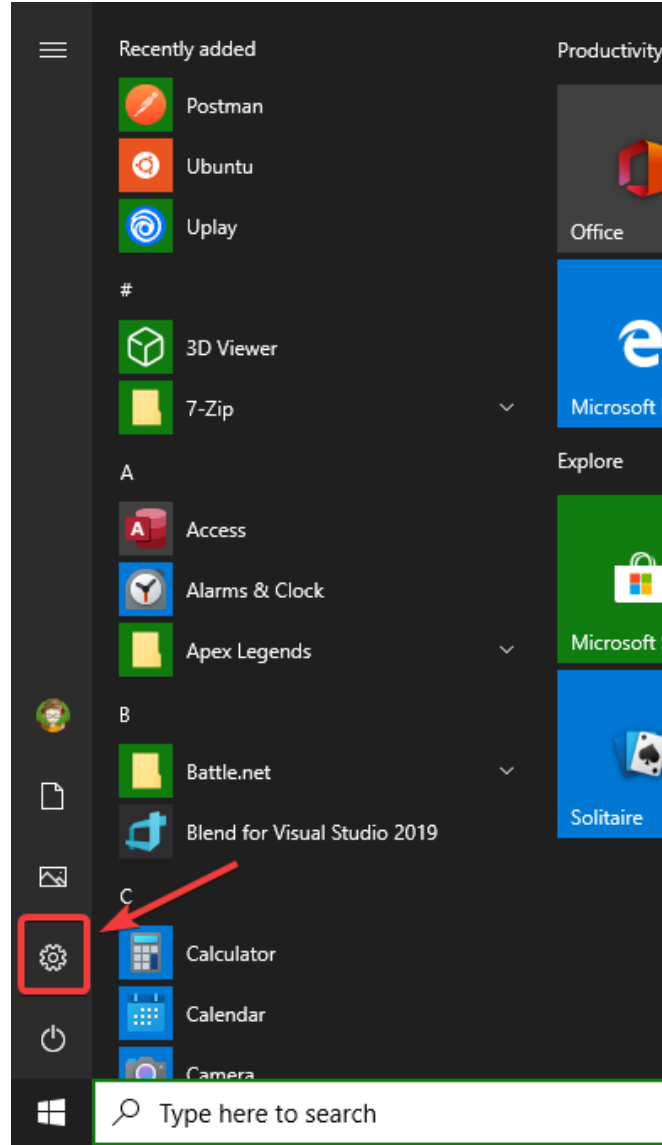 Recently added
Postman
Ubuntu
Uplay
#
3D Viewer
7-Zip
A
Access
Alarms & Clock
Apex Legends
B
Battle.net
Blend for Visual Studio 2019
C
Calculator
Calendar
Camera
Type here to search
Productivity
Office
Microsoft
Explore
Microsoft
Solitaire